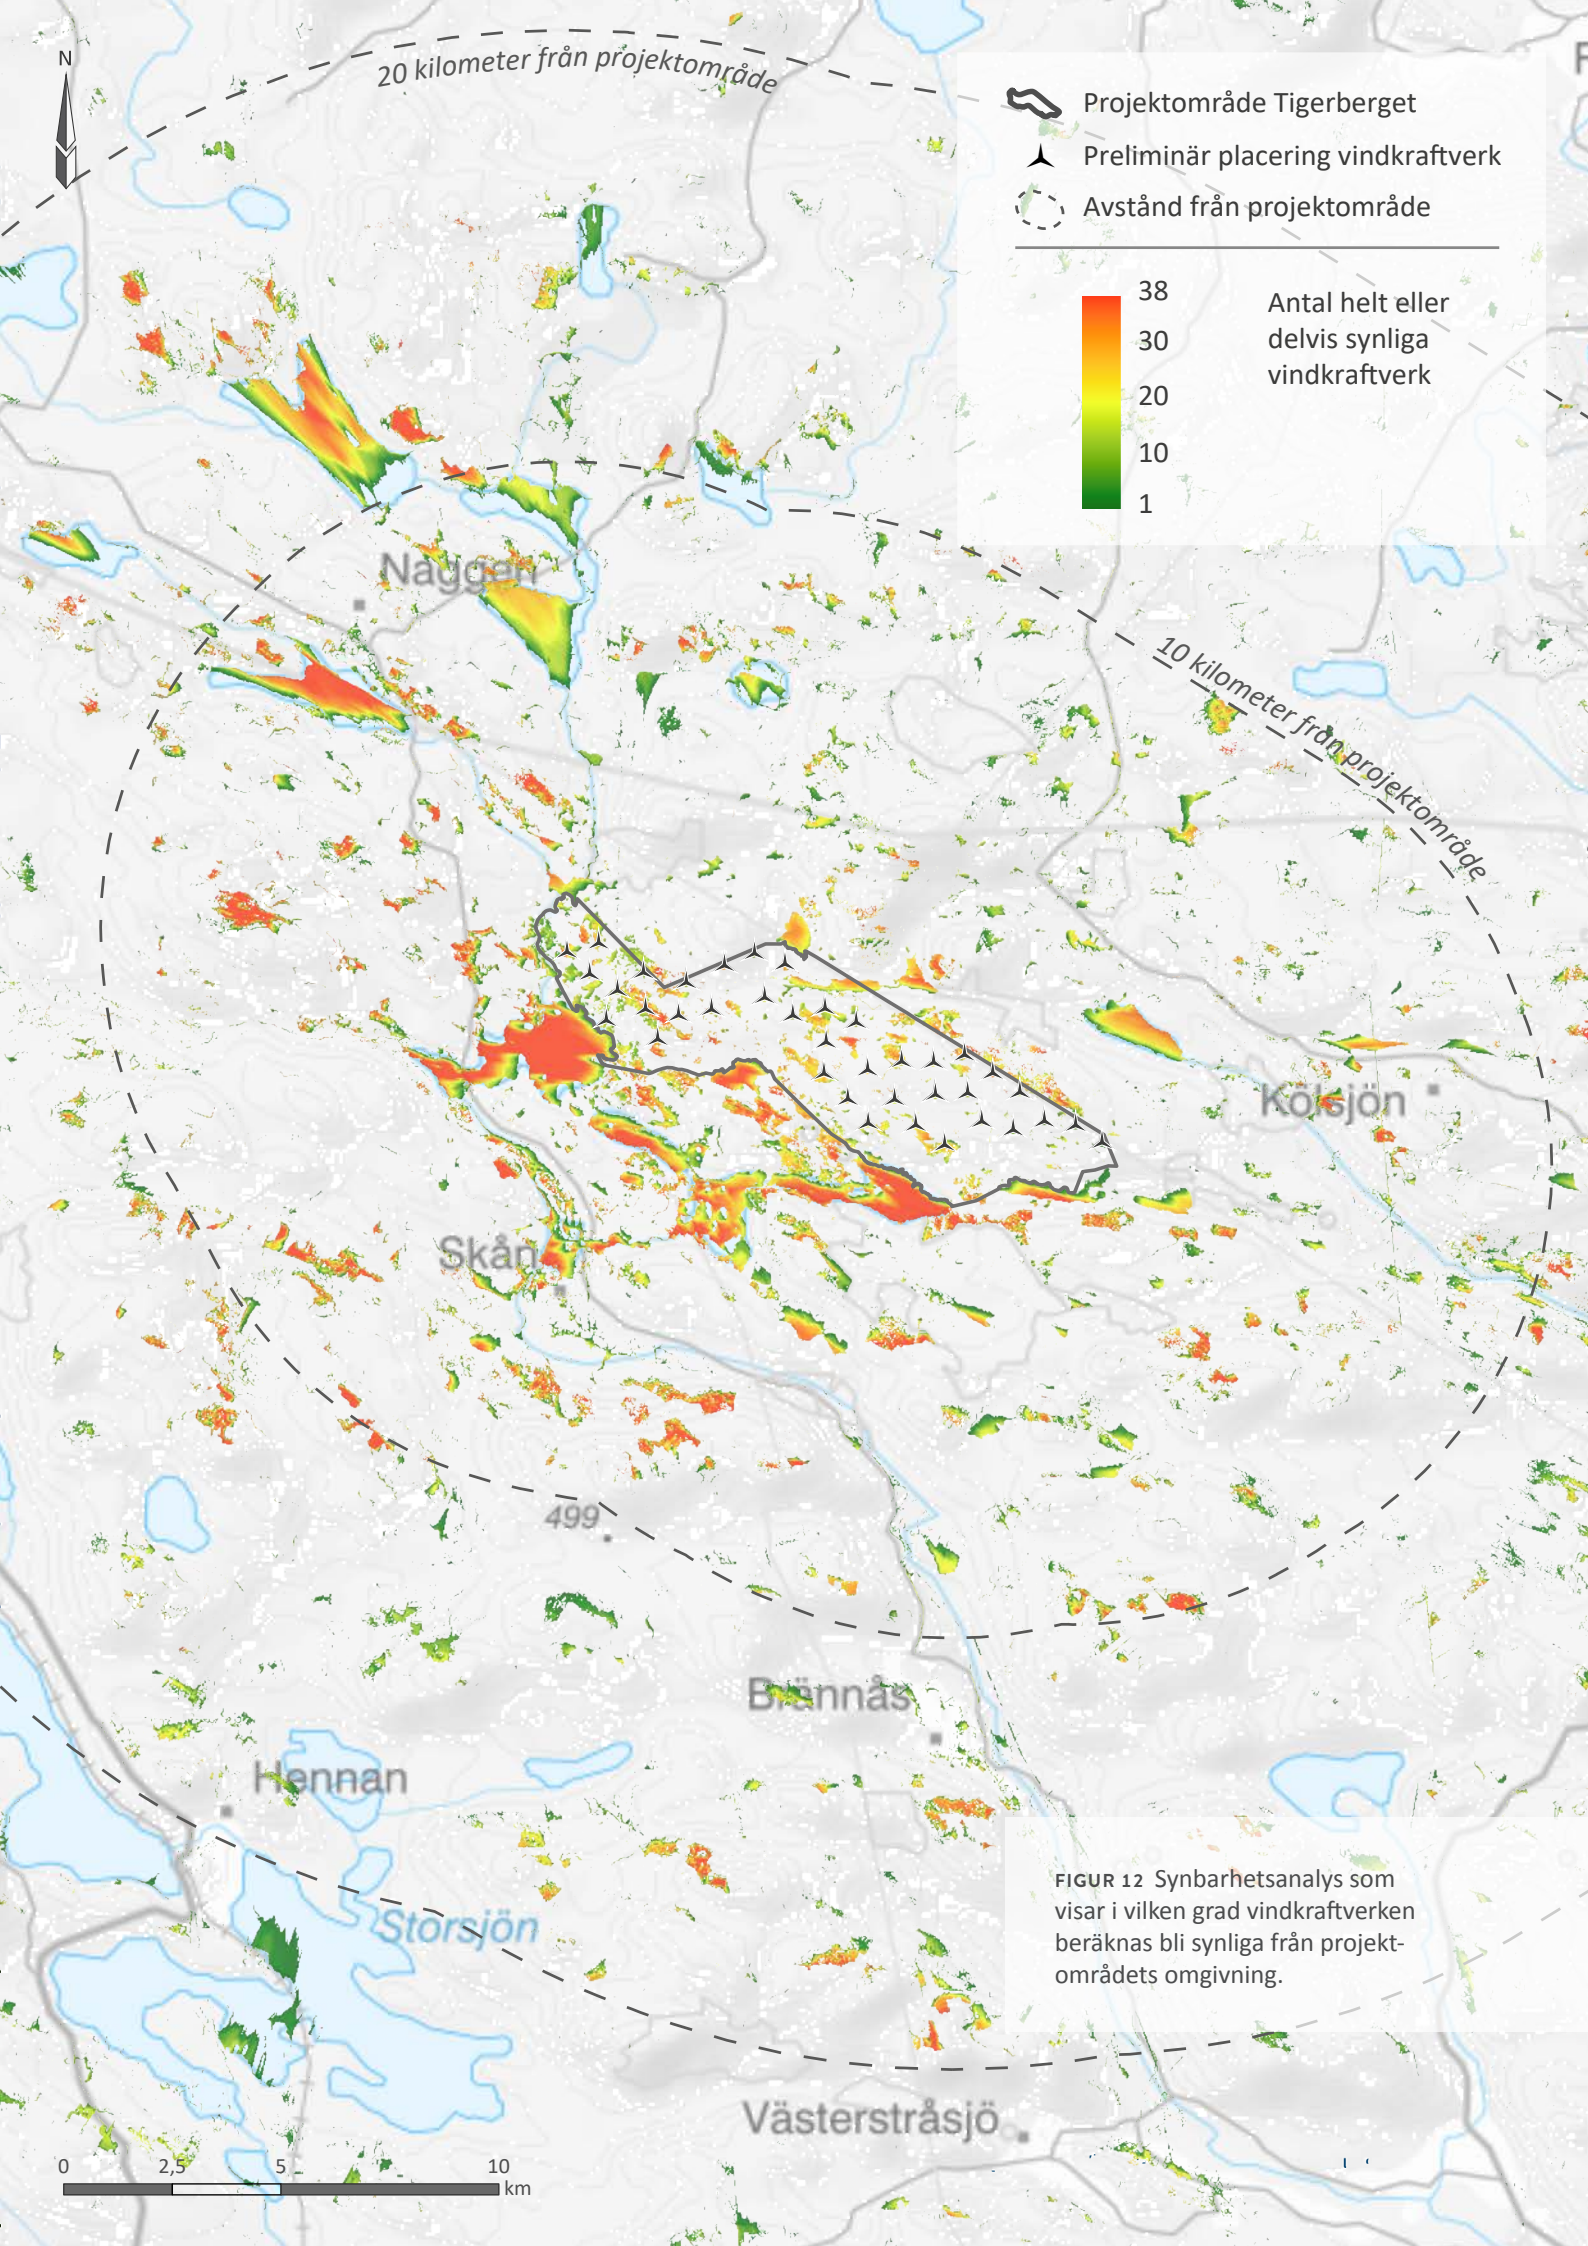 N
20 kilometer från projektområde
Projektområde Tigerberget
Preliminär placering vindkraftverk
Avstånd från projektområde
38
30
20
10
1
Antal helt eller
delvis synliga
vindkraftverk
Naggen
10 kilometer från projektområde
Kölsjön
Skån
499
Brännås
Hennan
Storsjön
FIGUR 12 Synbarhetsanalys som
visar i vilken grad vindkraftverken
beräknas bli synliga från projekt-
områdets omgivning.
Västerstråsjö
0 2,5 5 10
km